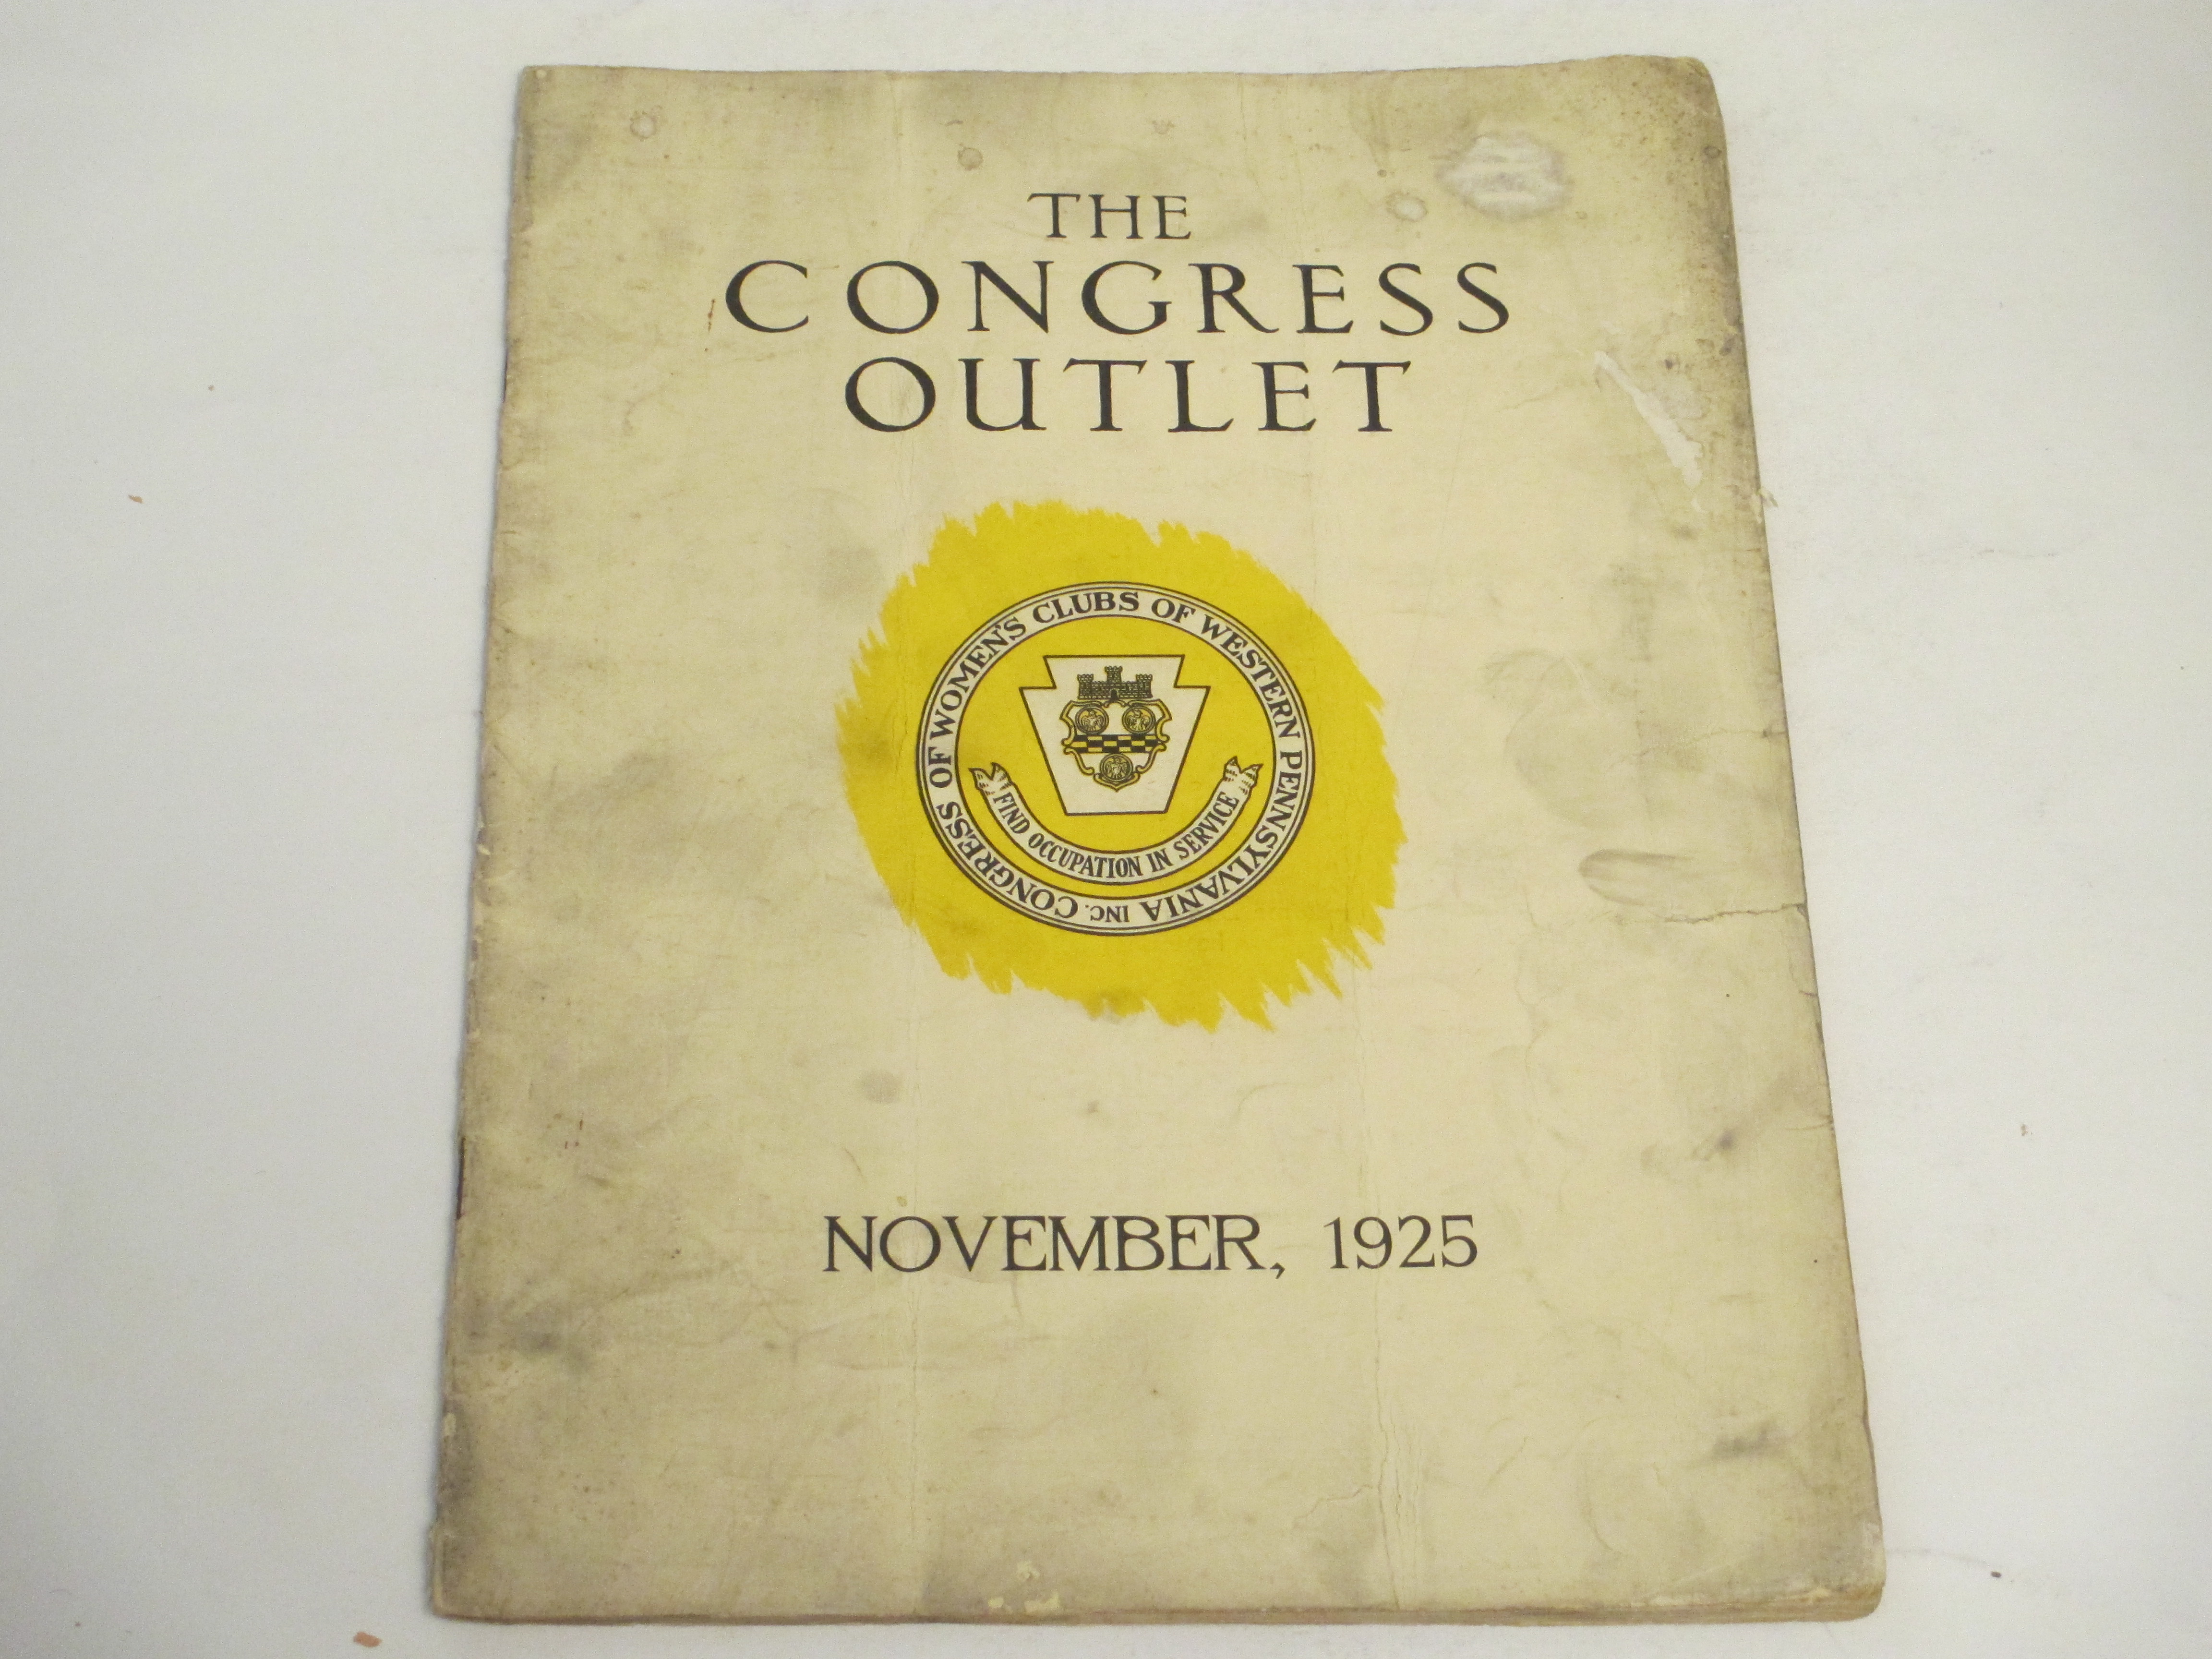 THE
CONGRESS
OUTLET
CONGRESS OF WOMEN'S CLUBS OF WESTERN PENNSYLVANIA INC.
FIND OCCUPATION IN SERVICE
NOVEMBER, 1925